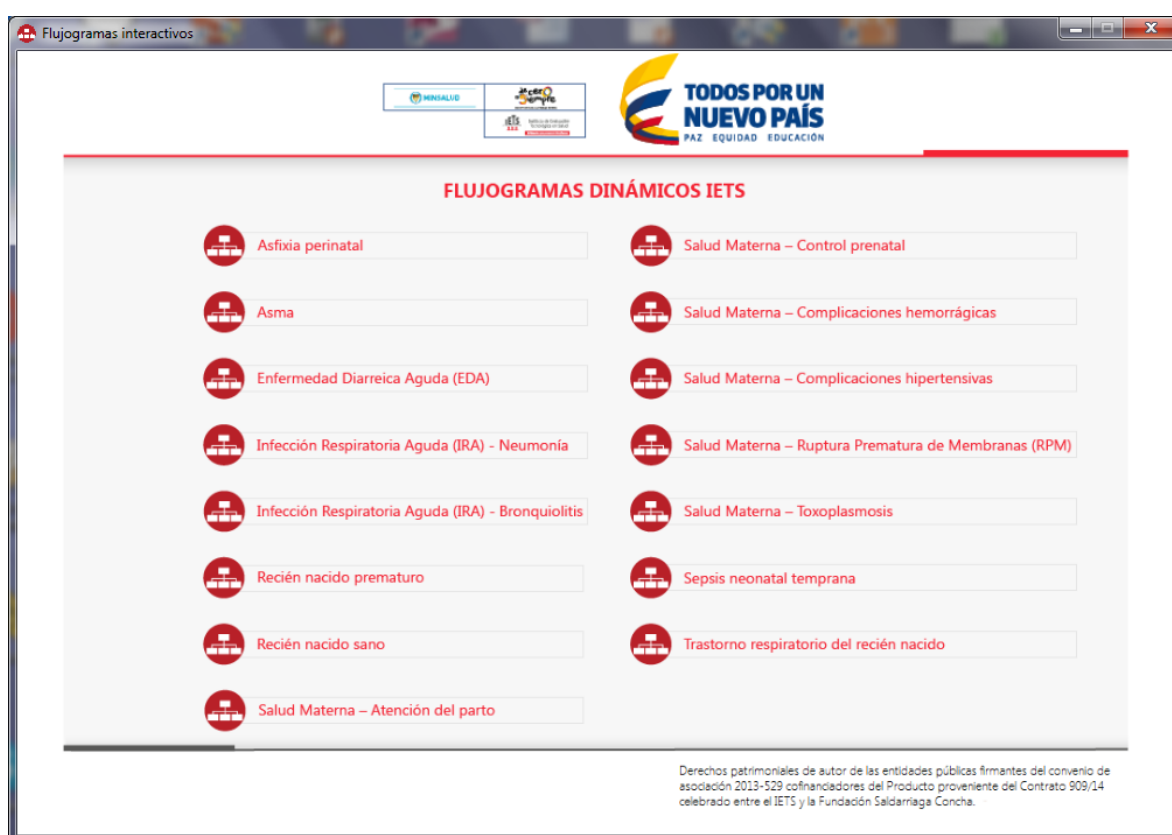 Flujogramas interactivos
MINSALUD
TODOS POR UN
NUEVO PAÍS
PAZ EQUIDAD EDUCACIÓN
FLUJOGRAMAS DINÁMICOS IETS
Asfixia perinatal
Asma
Enfermedad Diarreica Aguda (EDA)
Infección Respiratoria Aguda (IRA) - Neumonía
Infección Respiratoria Aguda (IRA) - Bronquiolitis
Recién nacido prematuro
Recién nacido sano
Salud Materna – Atención del parto
Salud Materna – Control prenatal
Salud Materna – Complicaciones hemorrágicas
Salud Materna – Complicaciones hipertensivas
Salud Materna – Ruptura Prematura de Membranas (RPM)
Salud Materna – Toxoplasmosis
Sepsis neonatal temprana
Trastorno respiratorio del recién nacido
Derechos patrimoniales de autor de las entidades públicas firmantes del convenio de
asociación 2013-529 cofinanciadores del Producto proveniente del Contrato 909/14
celebrado entre el IETS y la Fundación Saldarriaga Concha.